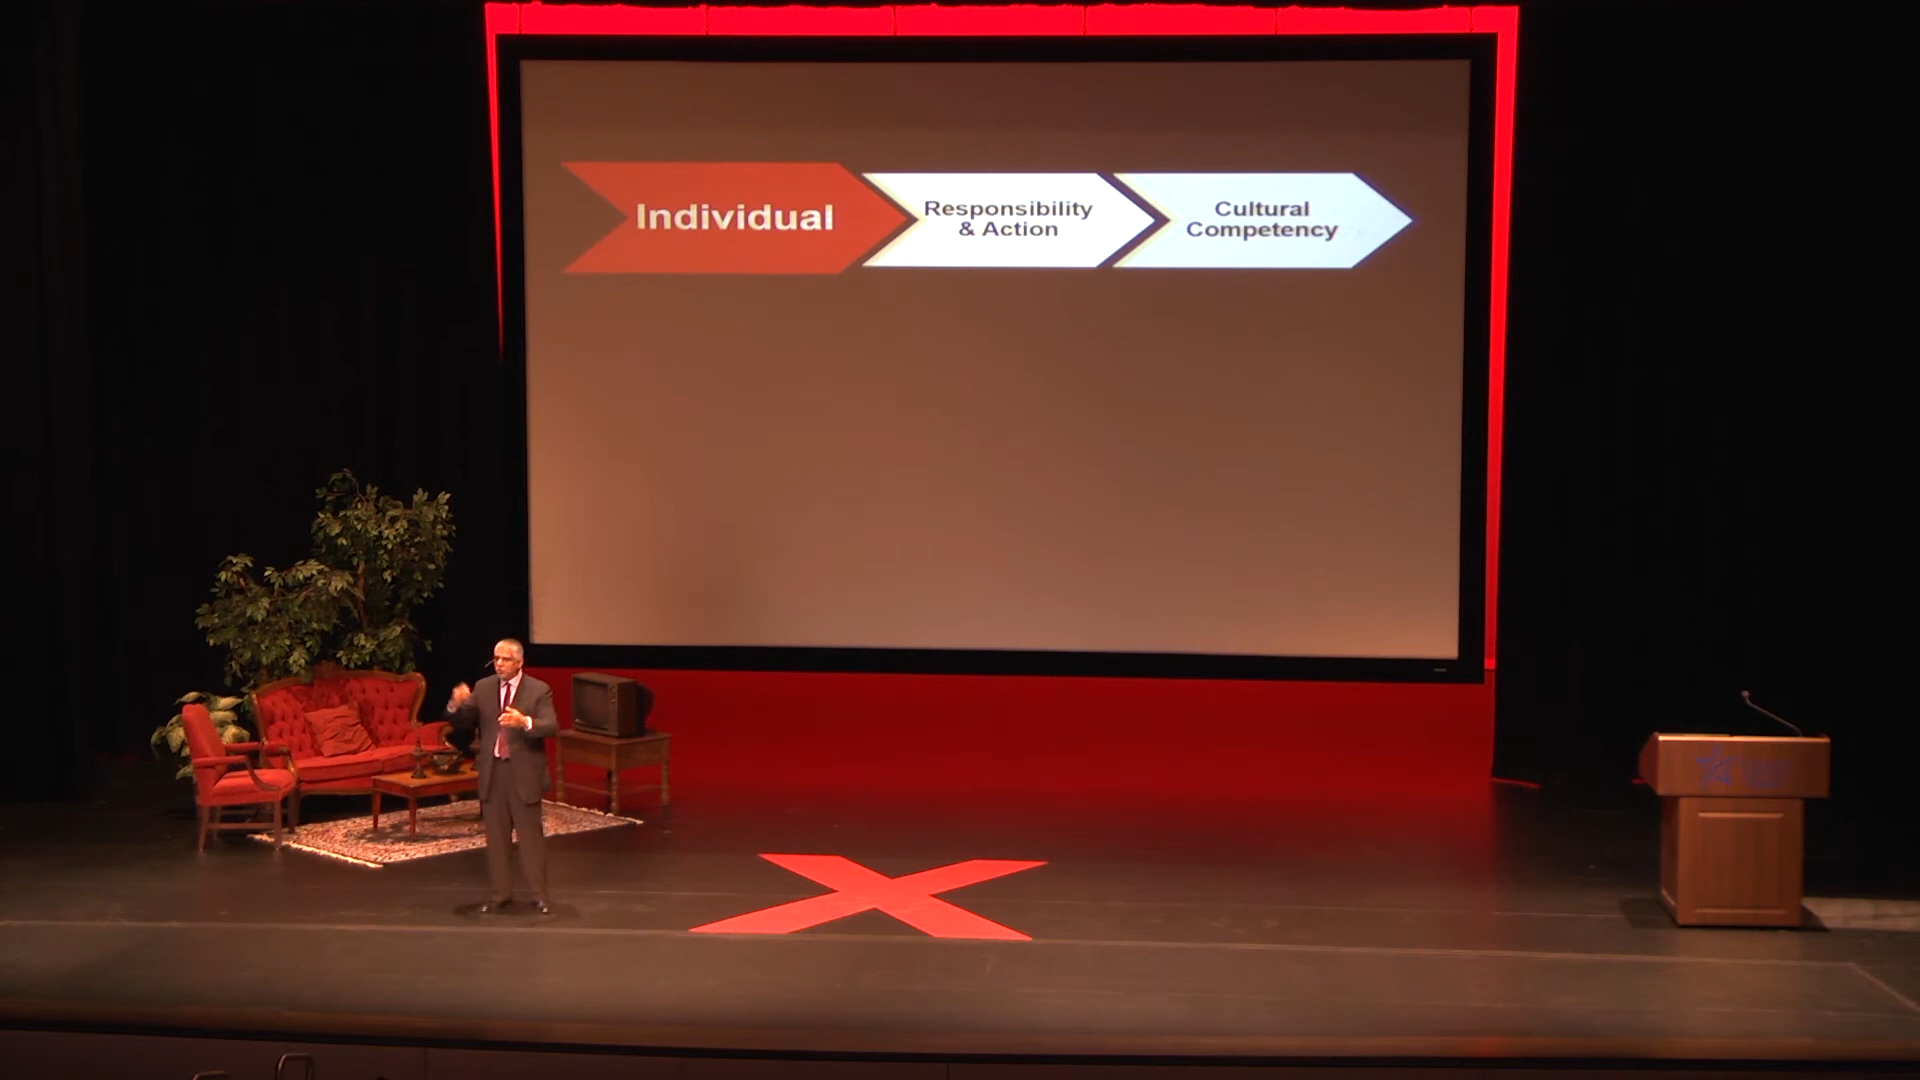 Individual
Responsibility
& Action
Cultural
Competency
X